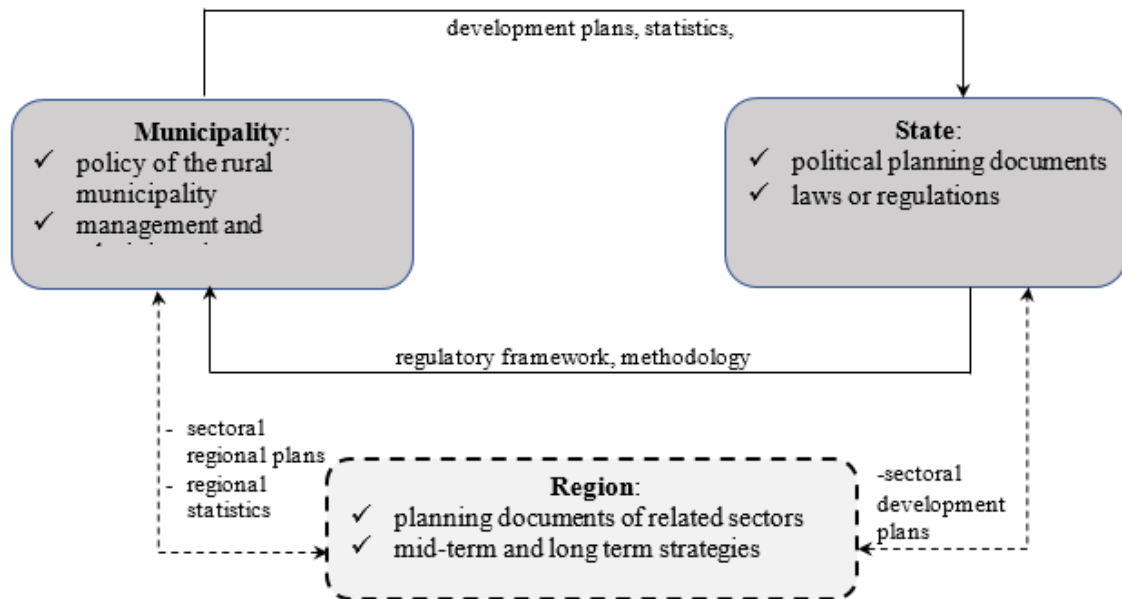 development plans, statistics,
Municipality:
✓ policy of the rural
municipality
✓ management and
State:
✓ political planning documents
✓ laws or regulations
regulatory framework, methodology
- sectoral
regional plans
- regional
statistics
Region:
✓ planning documents of related sectors
✓ mid-term and long term strategies
-sectoral
development
plans